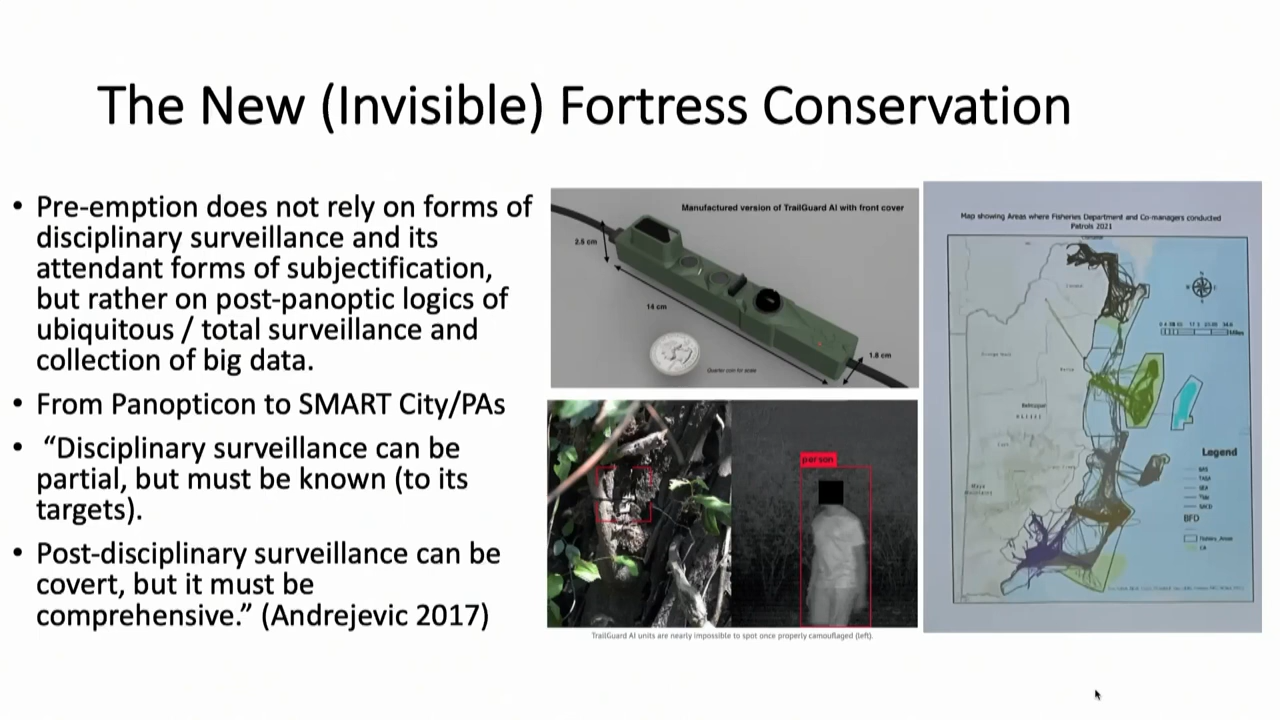 The New (Invisible) Fortress Conservation
• Pre-emption does not rely on forms of
disciplinary surveillance and its
attendant forms of subjectification,
but rather on post-panoptic logics of
ubiquitous / total surveillance and
collection of big data.
• From Panopticon to SMART City/PAs
• “Disciplinary surveillance can be
partial, but must be known (to its
targets).
• Post-disciplinary surveillance can be
covert, but it must be
comprehensive.” (Andrejevic 2017)
Manufactured version of TrailGuard AI with front cover
2.5 cm
14 cm
1.8 cm
Quarter coin for scale
person
TrailGuard AI units are nearly impossible to spot once properly camouflaged (left).
Map showing Areas where Fisheries Department and Co-managers conducted
Patrols 2021
Legend
BFD